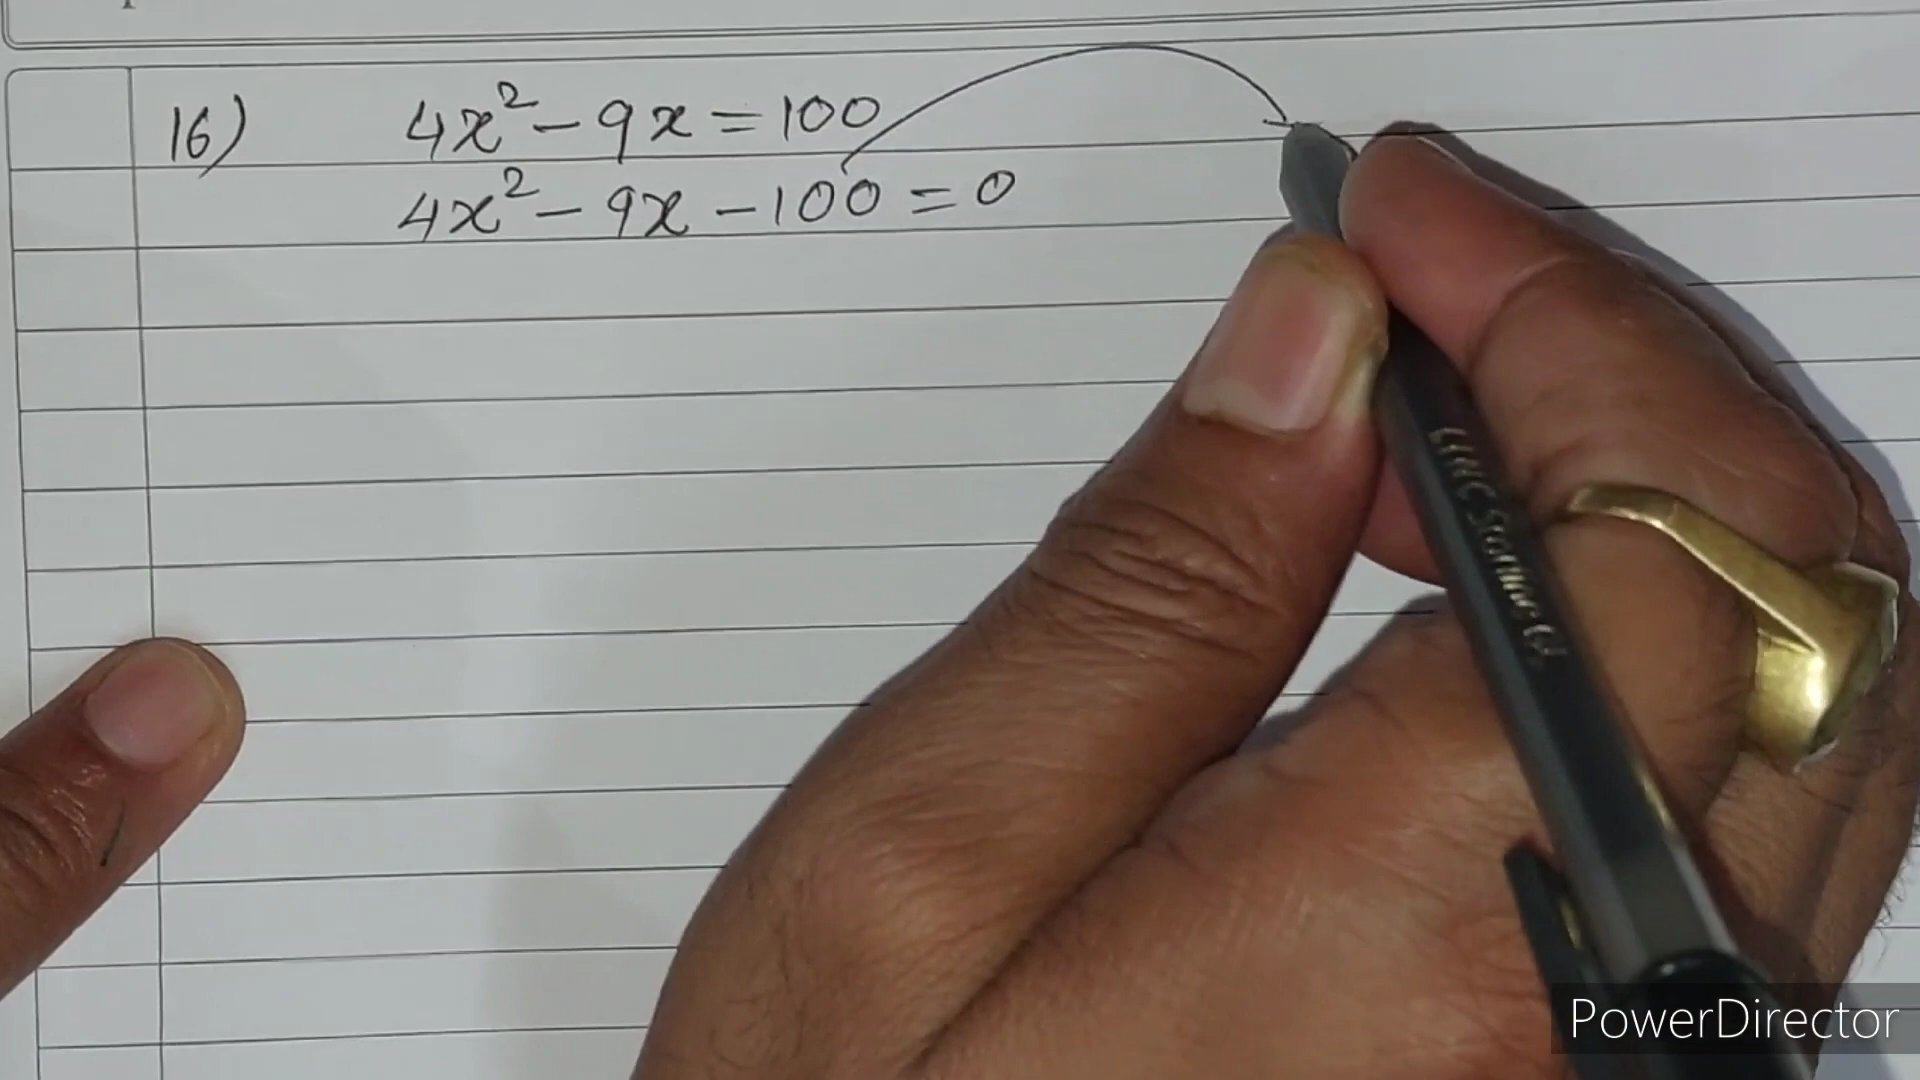 16) 4x² - 9x = 100
4x² - 9x - 100 = 0
PowerDirector